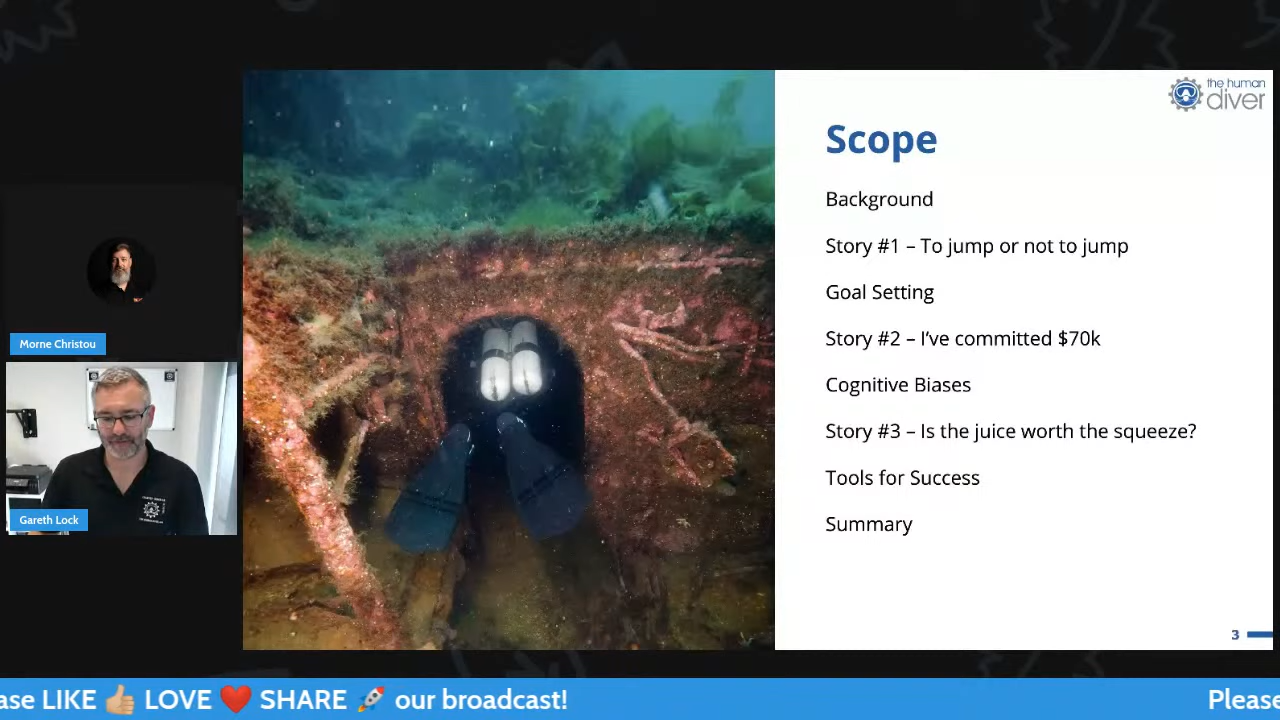 the human
diver
Scope
Background
Story #1 – To jump or not to jump
Goal Setting
Story #2 – I've committed $70k
Cognitive Biases
Story #3 – Is the juice worth the squeeze?
Tools for Success
Summary
3
Morne Christou
Gareth Lock
ase LIKE 👍🏼 LOVE ❤️ SHARE 🚀 our broadcast! Please